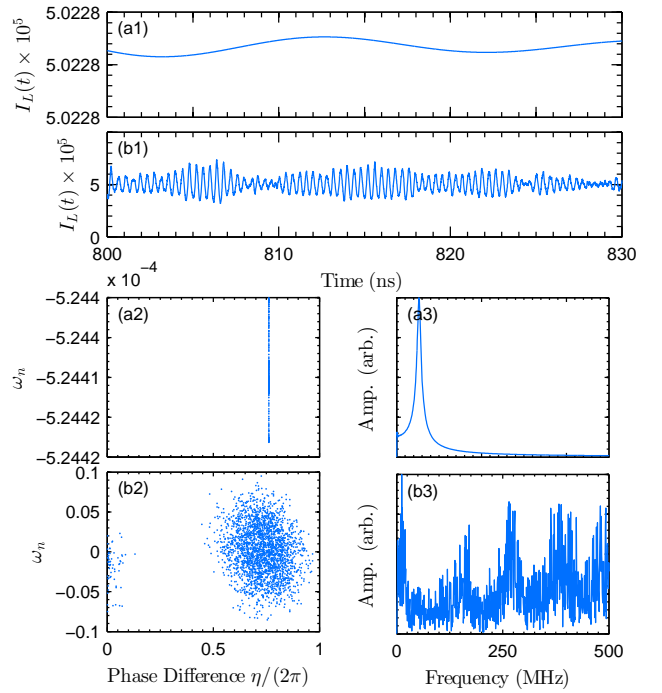 (a1)
5.0228
5.0228
5.0228
I_L(t) × 10^5
(b1)
5
0
I_L(t) × 10^5
800 810 820 830
Time (ns)
x 10^−4
(a2)
−5.244
−5.244
−5.2441
−5.2442
−5.2442
ω_n
(a3)
Amp. (arb.)
(b2)
0.1
0.05
0
−0.05
−0.1
ω_n
0 0.5 1
Phase Difference η/(2π)
(b3)
Amp. (arb.)
0 250 500
Frequency (MHz)